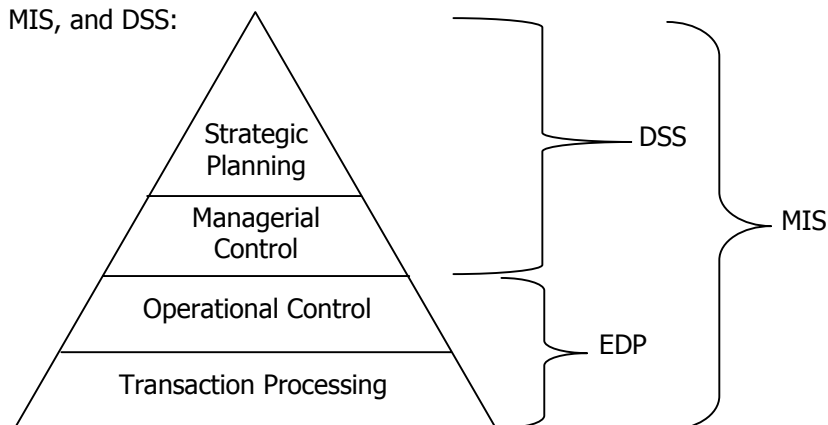 MIS, and DSS:
Strategic
Planning
DSS
Managerial
Control
MIS
Operational Control
EDP
Transaction Processing